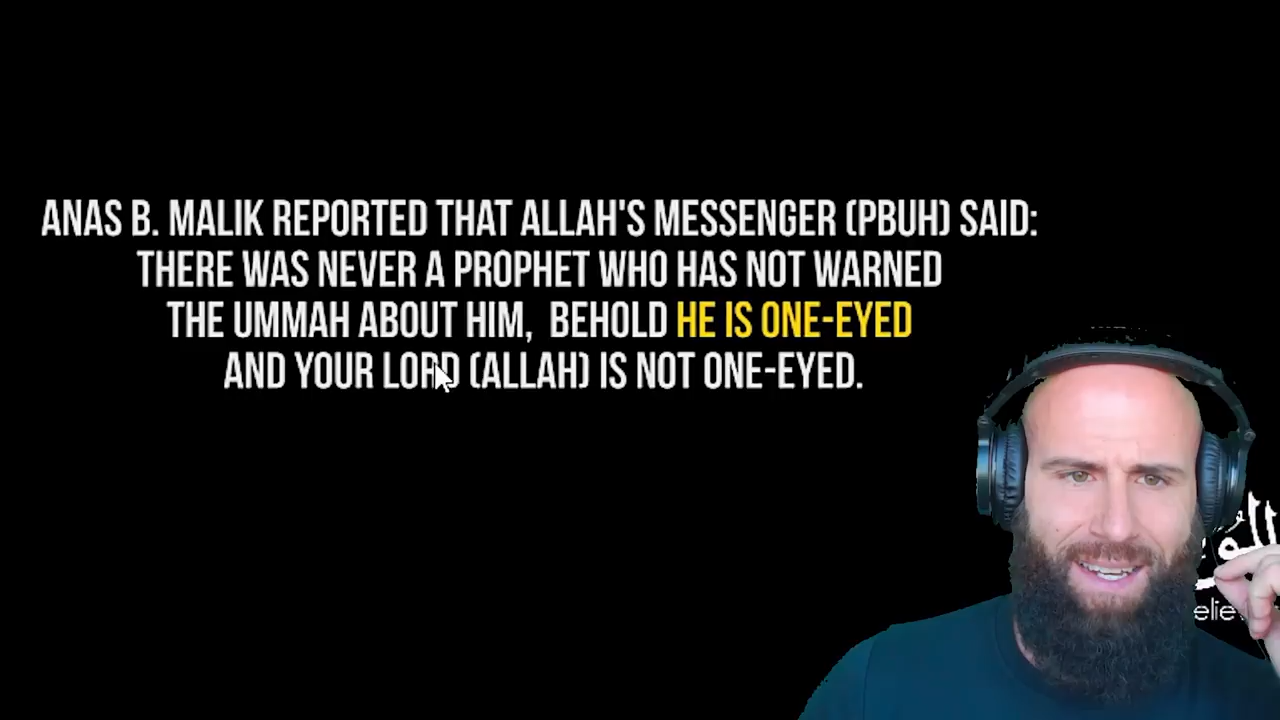 ANAS B. MALIK REPORTED THAT ALLAH'S MESSENGER (PBUH) SAID:
THERE WAS NEVER A PROPHET WHO HAS NOT WARNED
THE UMMAH ABOUT HIM, BEHOLD HE IS ONE-EYED
AND YOUR LORD (ALLAH) IS NOT ONE-EYED.